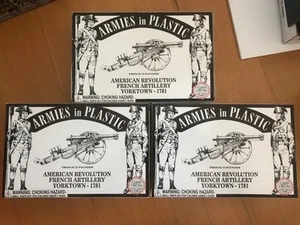 ARMIES in PLASTIC
AMERICAN REVOLUTION
FRENCH ARTILLERY
YORKTOWN - 1781
WARNING: CHOKING HAZARD-
ARMIES in PLASTIC
AMERICAN REVOLUTION
FRENCH ARTILLERY
YORKTOWN - 1781
WARNING: CHOKING HAZARD-
ARMIES in PLASTIC
AMERICAN REVOLUTION
FRENCH ARTILLERY
YORKTOWN - 1781
WARNING: CHOKING HAZARD-